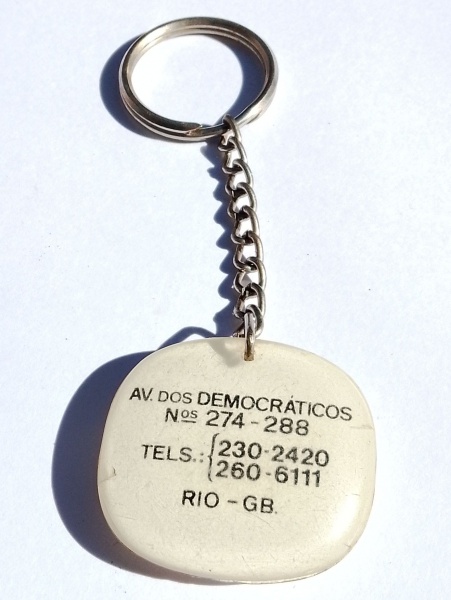 AV. DOS DEMOCRÁTICOS
Nos 274-288
TELS.: { 230-2420
260-6111
RIO - GB.